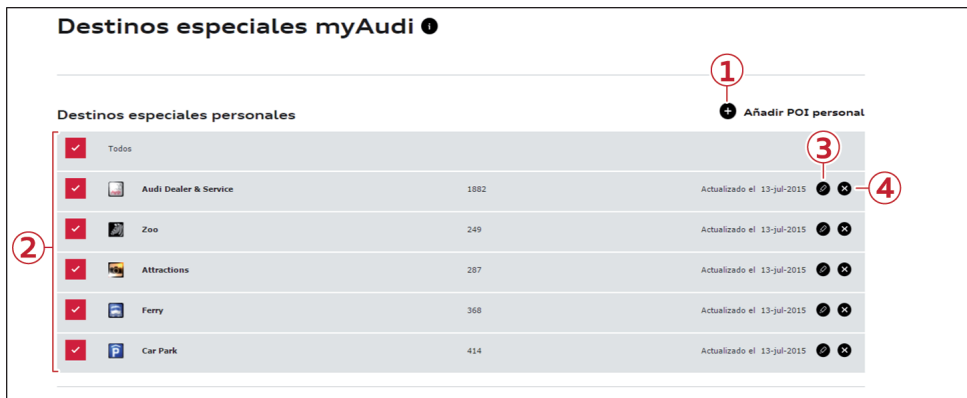 Destinos especiales myAudi i
1
Destinos especiales personales + Añadir POI personal
Todos
3
Audi Dealer & Service 1882 Actualizado el 13-jul-2015 4
2 Zoo 249 Actualizado el 13-jul-2015
Attractions 287 Actualizado el 13-jul-2015
Ferry 368 Actualizado el 13-jul-2015
P Car Park 414 Actualizado el 13-jul-2015